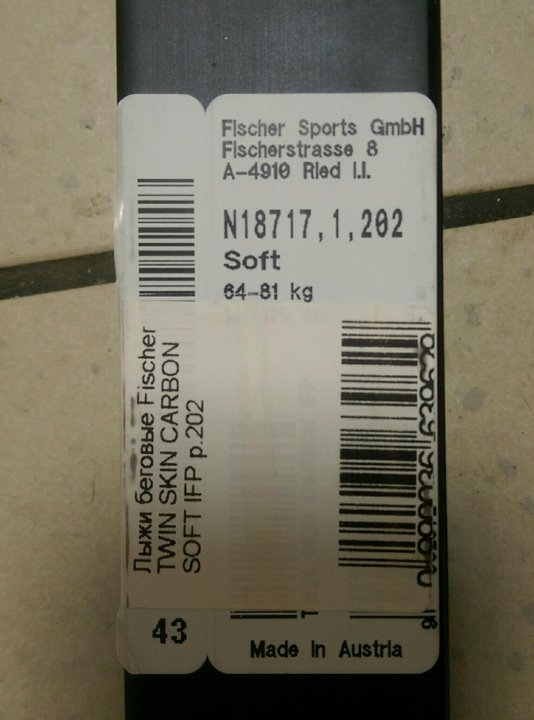 Fischer Sports GmbH
Fischerstrasse 8
A-4910 Ried I.I.
N18717,1,202
Soft
64-81 kg
Лыжи беговые Fischer
TWIN SKIN CARBON
SOFT IFP р.202
43
Made in Austria